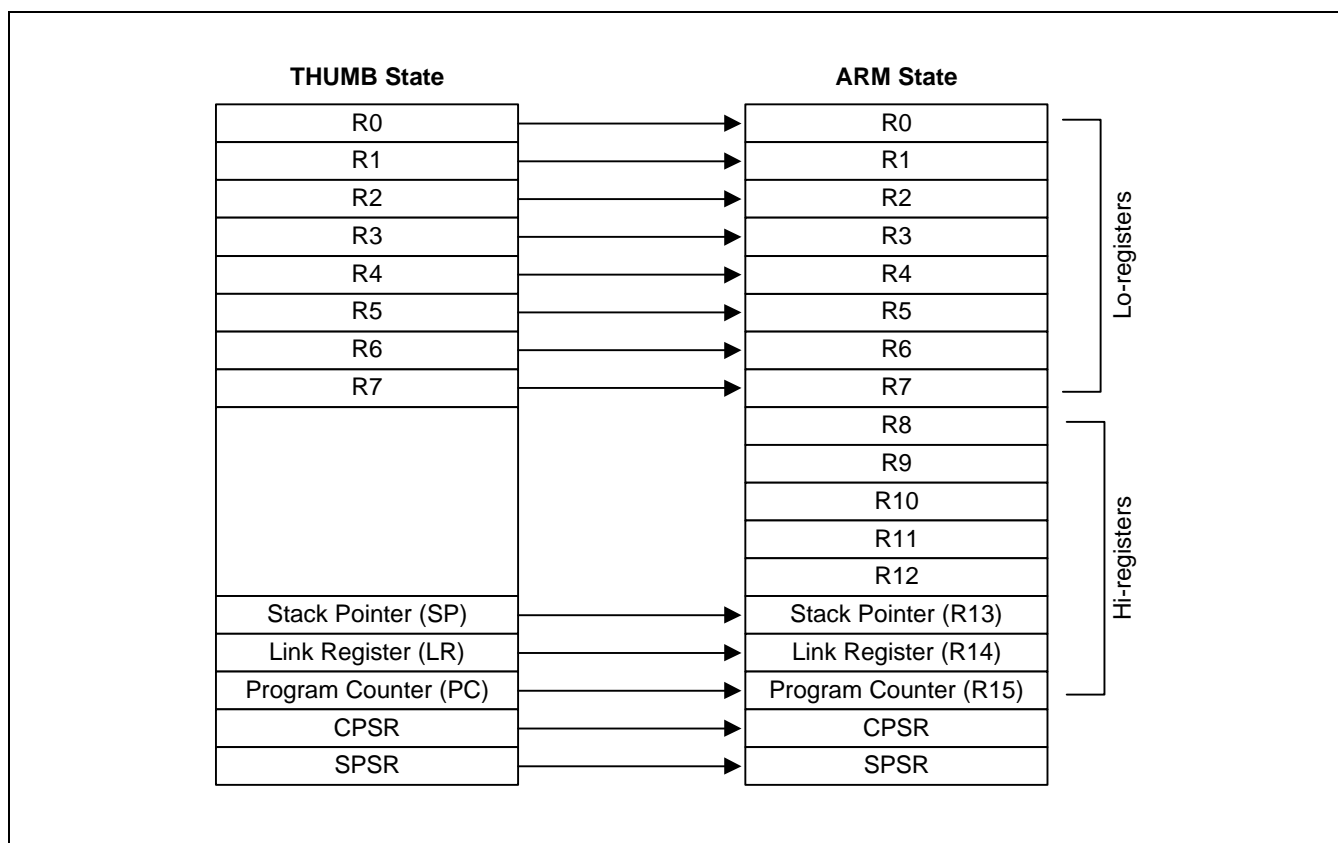 THUMB State
ARM State
R0
R0
R1
R1
R2
R2
R3
R3
R4
R4
R5
R5
R6
R6
R7
R7
Lo-registers
R8
R9
R10
R11
R12
Stack Pointer (SP)
Stack Pointer (R13)
Link Register (LR)
Link Register (R14)
Program Counter (PC)
Program Counter (R15)
Hi-registers
CPSR
CPSR
SPSR
SPSR